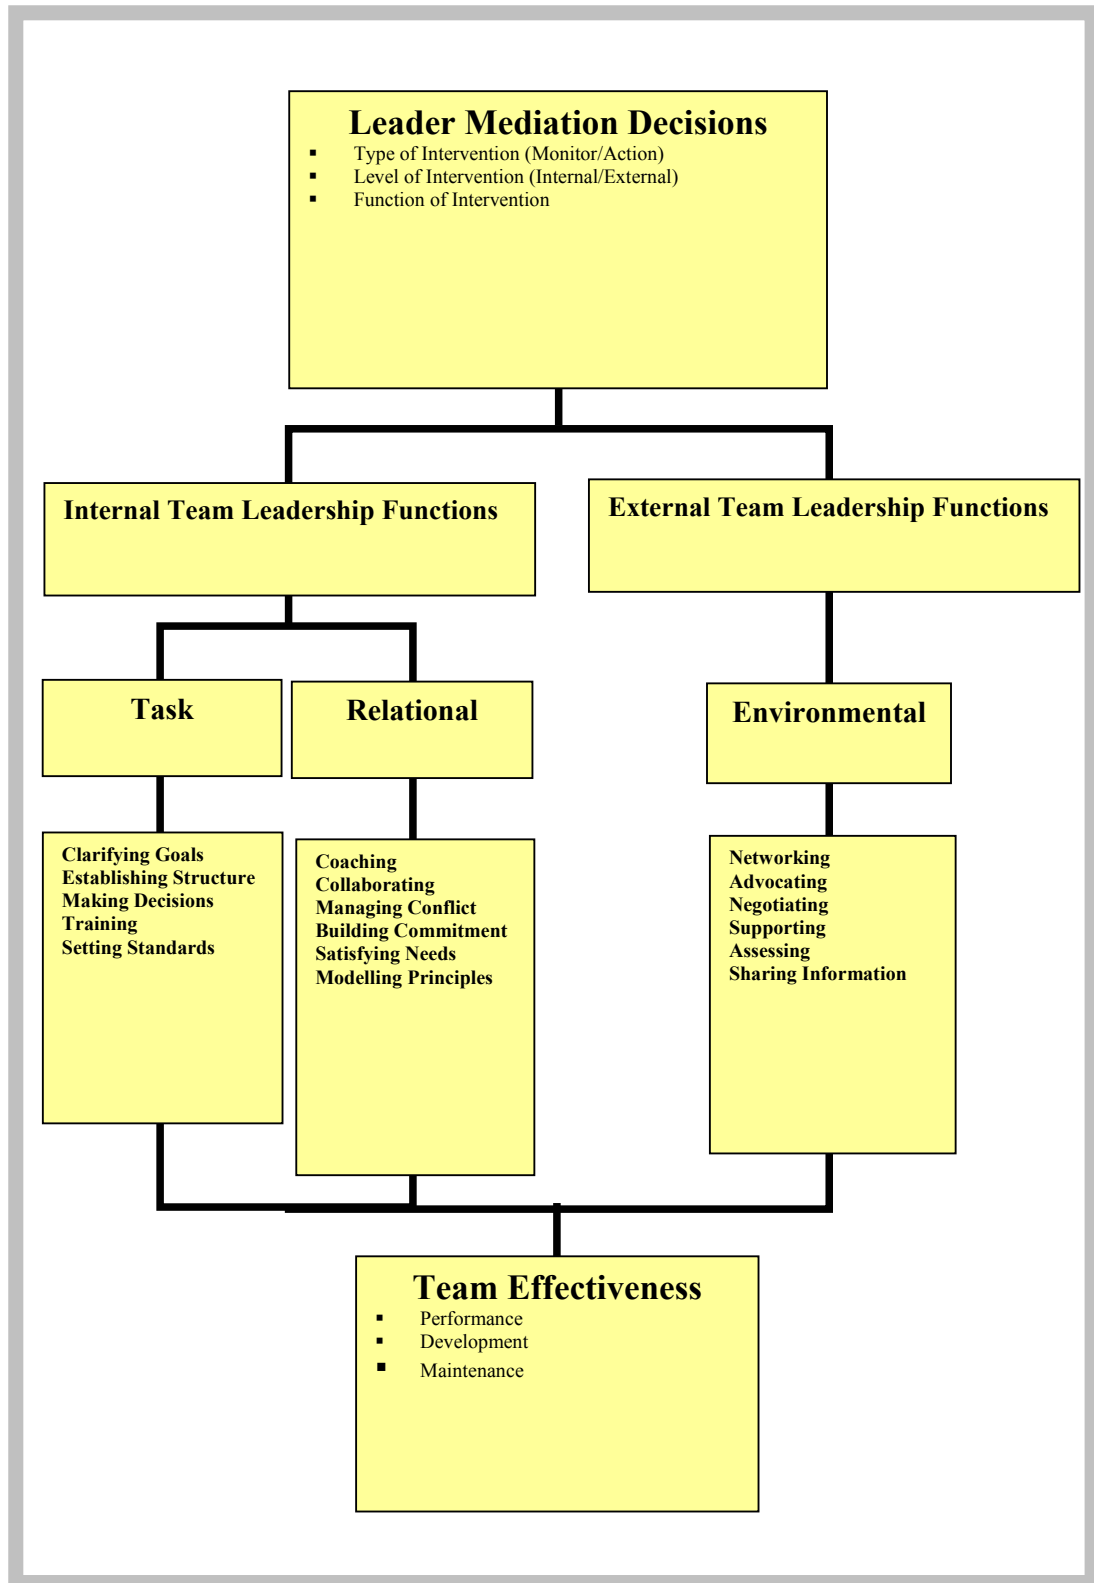 Leader Mediation Decisions
▪ Type of Intervention (Monitor/Action)
▪ Level of Intervention (Internal/External)
▪ Function of Intervention
Internal Team Leadership Functions
External Team Leadership Functions
Task
Relational
Environmental
Clarifying Goals
Establishing Structure
Making Decisions
Training
Setting Standards
Coaching
Collaborating
Managing Conflict
Building Commitment
Satisfying Needs
Modelling Principles
Networking
Advocating
Negotiating
Supporting
Assessing
Sharing Information
Team Effectiveness
▪ Performance
▪ Development
▪ Maintenance